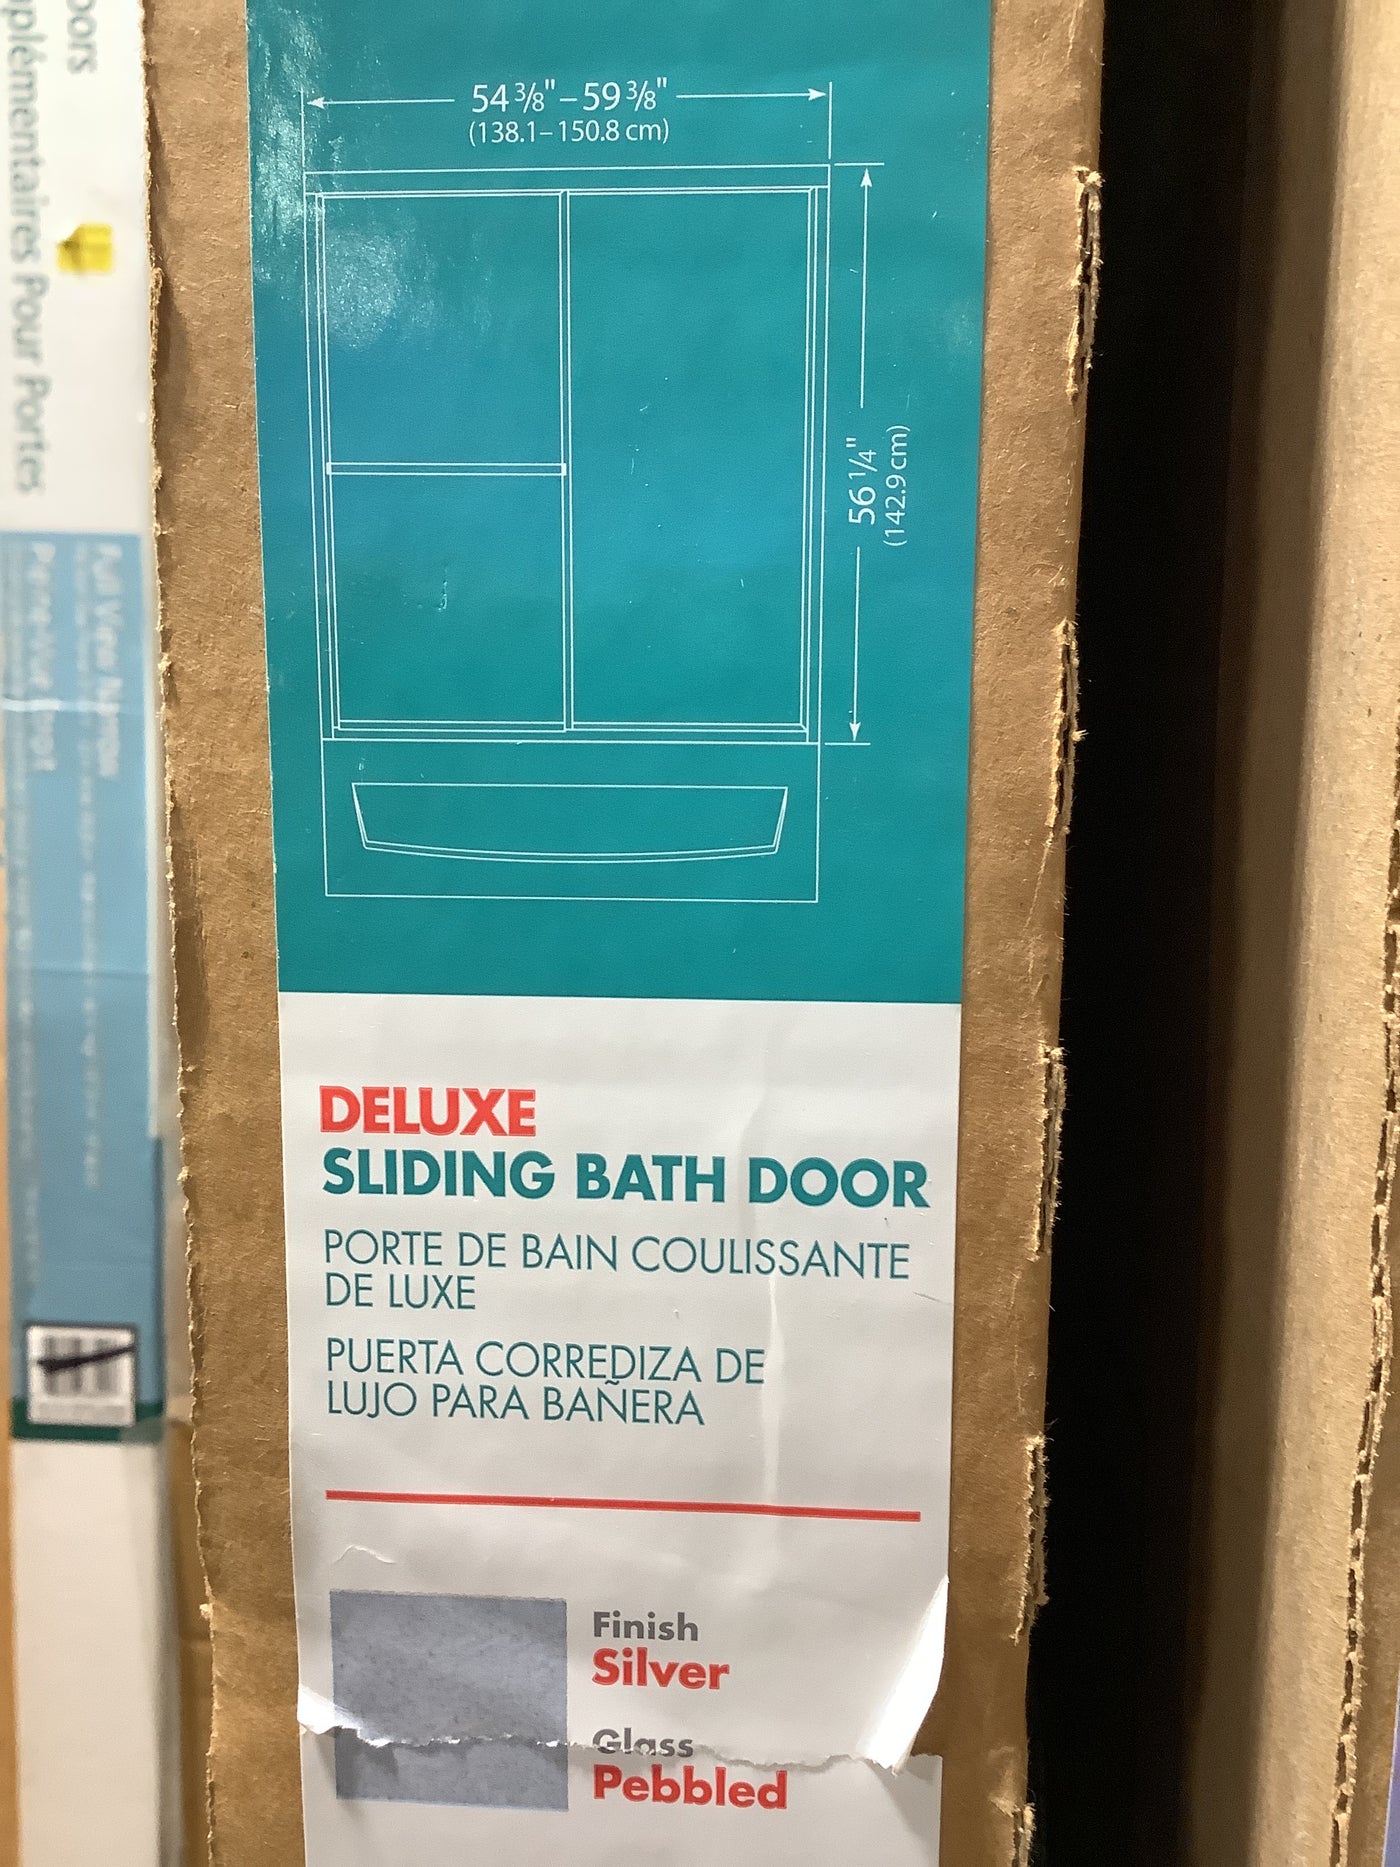 54 3/8" – 59 3/8"
(138.1–150.8 cm)
56 1/4"
(142.9 cm)
DELUXE
SLIDING BATH DOOR
PORTE DE BAIN COULISSANTE
DE LUXE
PUERTA CORREDIZA DE
LUJO PARA BAÑERA
Finish
Silver
Glass
Pebbled
Pour Portes